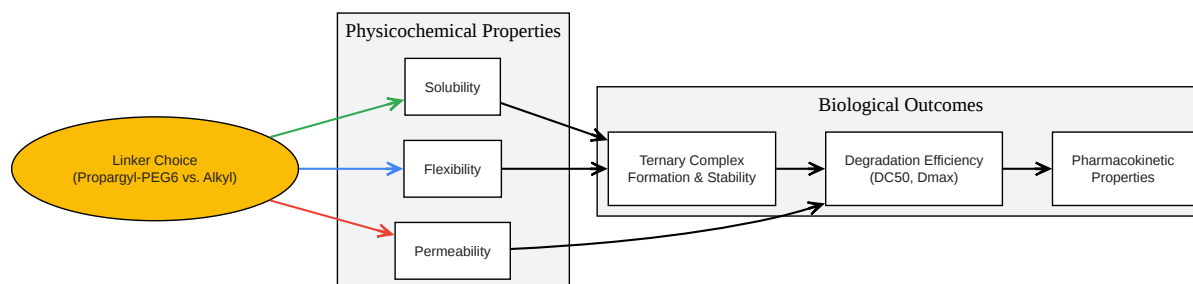 Physicochemical Properties
Solubility
Biological Outcomes
Linker Choice
(Propargyl-PEG6 vs. Alkyl)
Flexibility
Ternary Complex
Formation & Stability
Degradation Efficiency
(DC50, Dmax)
Pharmacokinetic
Properties
Permeability